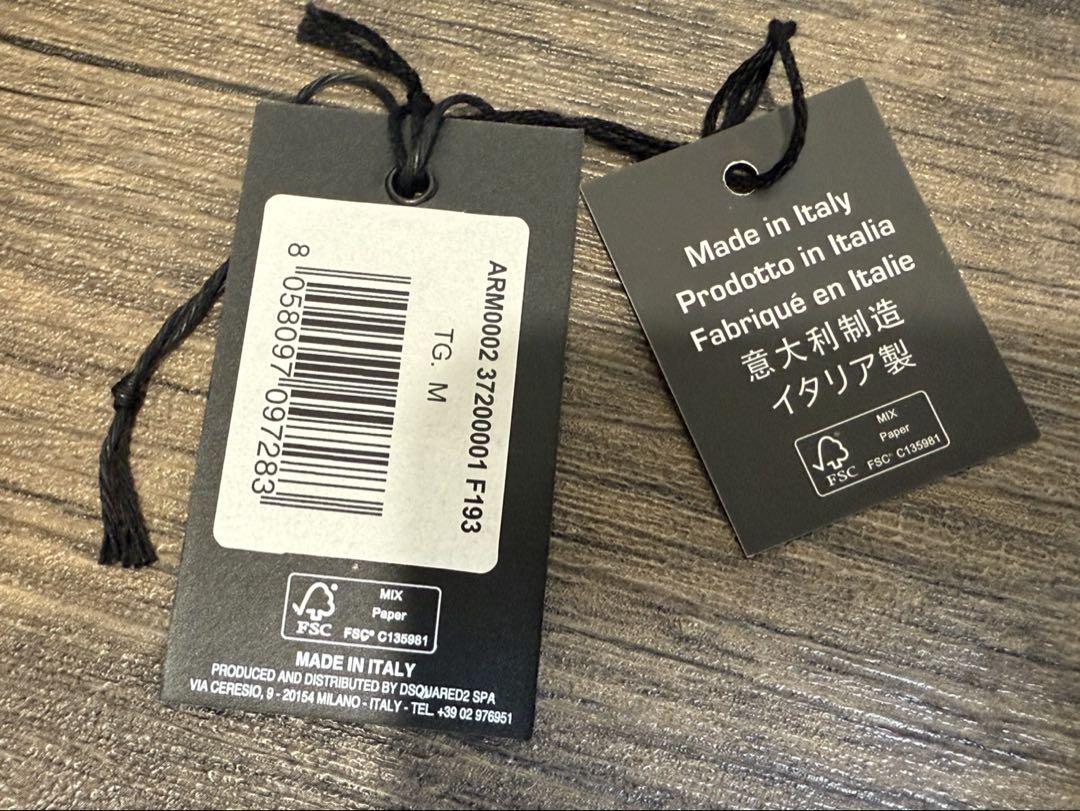 ARM0002 37200001 F193
TG. M
8 058097 097283
FSC
MIX
Paper
FSC® C135981
MADE IN ITALY
PRODUCED AND DISTRIBUTED BY DSQUARED2 SPA
VIA CERESIO, 9 - 20154 MILANO - ITALY - TEL. +39 02 976951
Made in Italy
Prodotto in Italia
Fabriqué en Italie
意大利制造
イタリア製
FSC
MIX
Paper
FSC® C135981